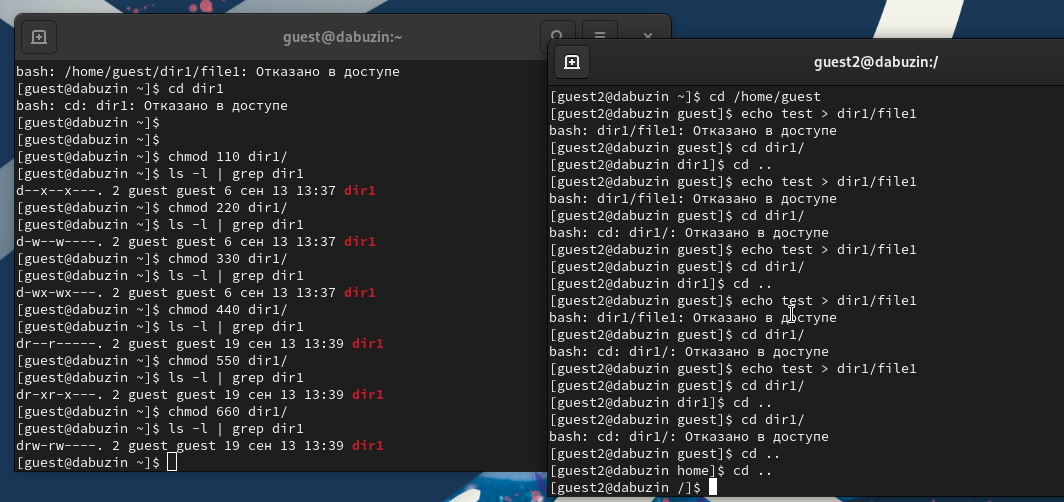 guest@dabuzin:~
bash: /home/guest/dir1/file1: Отказано в доступе
[guest@dabuzin ~]$ cd dir1
bash: cd: dir1: Отказано в доступе
[guest@dabuzin ~]$
[guest@dabuzin ~]$
[guest@dabuzin ~]$ chmod 110 dir1/
[guest@dabuzin ~]$ ls -l | grep dir1
d--x--x---. 2 guest guest 6 сен 13 13:37 dir1
[guest@dabuzin ~]$ chmod 220 dir1/
[guest@dabuzin ~]$ ls -l | grep dir1
d-w--w----. 2 guest guest 6 сен 13 13:37 dir1
[guest@dabuzin ~]$ chmod 330 dir1/
[guest@dabuzin ~]$ ls -l | grep dir1
d-wx-wx---. 2 guest guest 6 сен 13 13:37 dir1
[guest@dabuzin ~]$ chmod 440 dir1/
[guest@dabuzin ~]$ ls -l | grep dir1
dr--r-----. 2 guest guest 19 сен 13 13:39 dir1
[guest@dabuzin ~]$ chmod 550 dir1/
[guest@dabuzin ~]$ ls -l | grep dir1
dr-xr-x---. 2 guest guest 19 сен 13 13:39 dir1
[guest@dabuzin ~]$ chmod 660 dir1/
[guest@dabuzin ~]$ ls -l | grep dir1
drw-rw----. 2 guest guest 19 сен 13 13:39 dir1
[guest@dabuzin ~]$
guest2@dabuzin:/
[guest2@dabuzin ~]$ cd /home/guest
[guest2@dabuzin guest]$ echo test > dir1/file1
bash: dir1/file1: Отказано в доступе
[guest2@dabuzin guest]$ cd dir1/
[guest2@dabuzin dir1]$ cd ..
[guest2@dabuzin guest]$ echo test > dir1/file1
bash: dir1/file1: Отказано в доступе
[guest2@dabuzin guest]$ cd dir1/
bash: cd: dir1/: Отказано в доступе
[guest2@dabuzin guest]$ echo test > dir1/file1
[guest2@dabuzin guest]$ cd dir1/
[guest2@dabuzin dir1]$ cd ..
[guest2@dabuzin guest]$ echo test > dir1/file1
bash: dir1/file1: Отказано в доступе
[guest2@dabuzin guest]$ cd dir1/
bash: cd: dir1/: Отказано в доступе
[guest2@dabuzin guest]$ echo test > dir1/file1
[guest2@dabuzin guest]$ cd dir1/
[guest2@dabuzin dir1]$ cd ..
[guest2@dabuzin guest]$ cd dir1/
bash: cd: dir1/: Отказано в доступе
[guest2@dabuzin guest]$ cd ..
[guest2@dabuzin home]$ cd ..
[guest2@dabuzin /]$